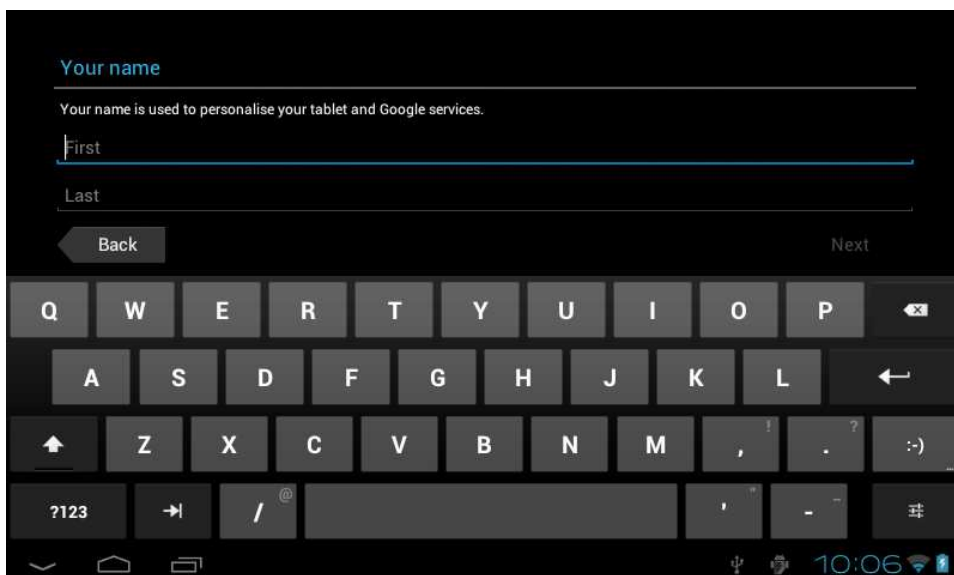 Your name
Your name is used to personalise your tablet and Google services.
First
Last
Back Next
Q W E R T Y U I O P
A S D F G H J K L
Z X C V B N M , ! . ? :-) ...
?123 / @ ' " - _
10:06